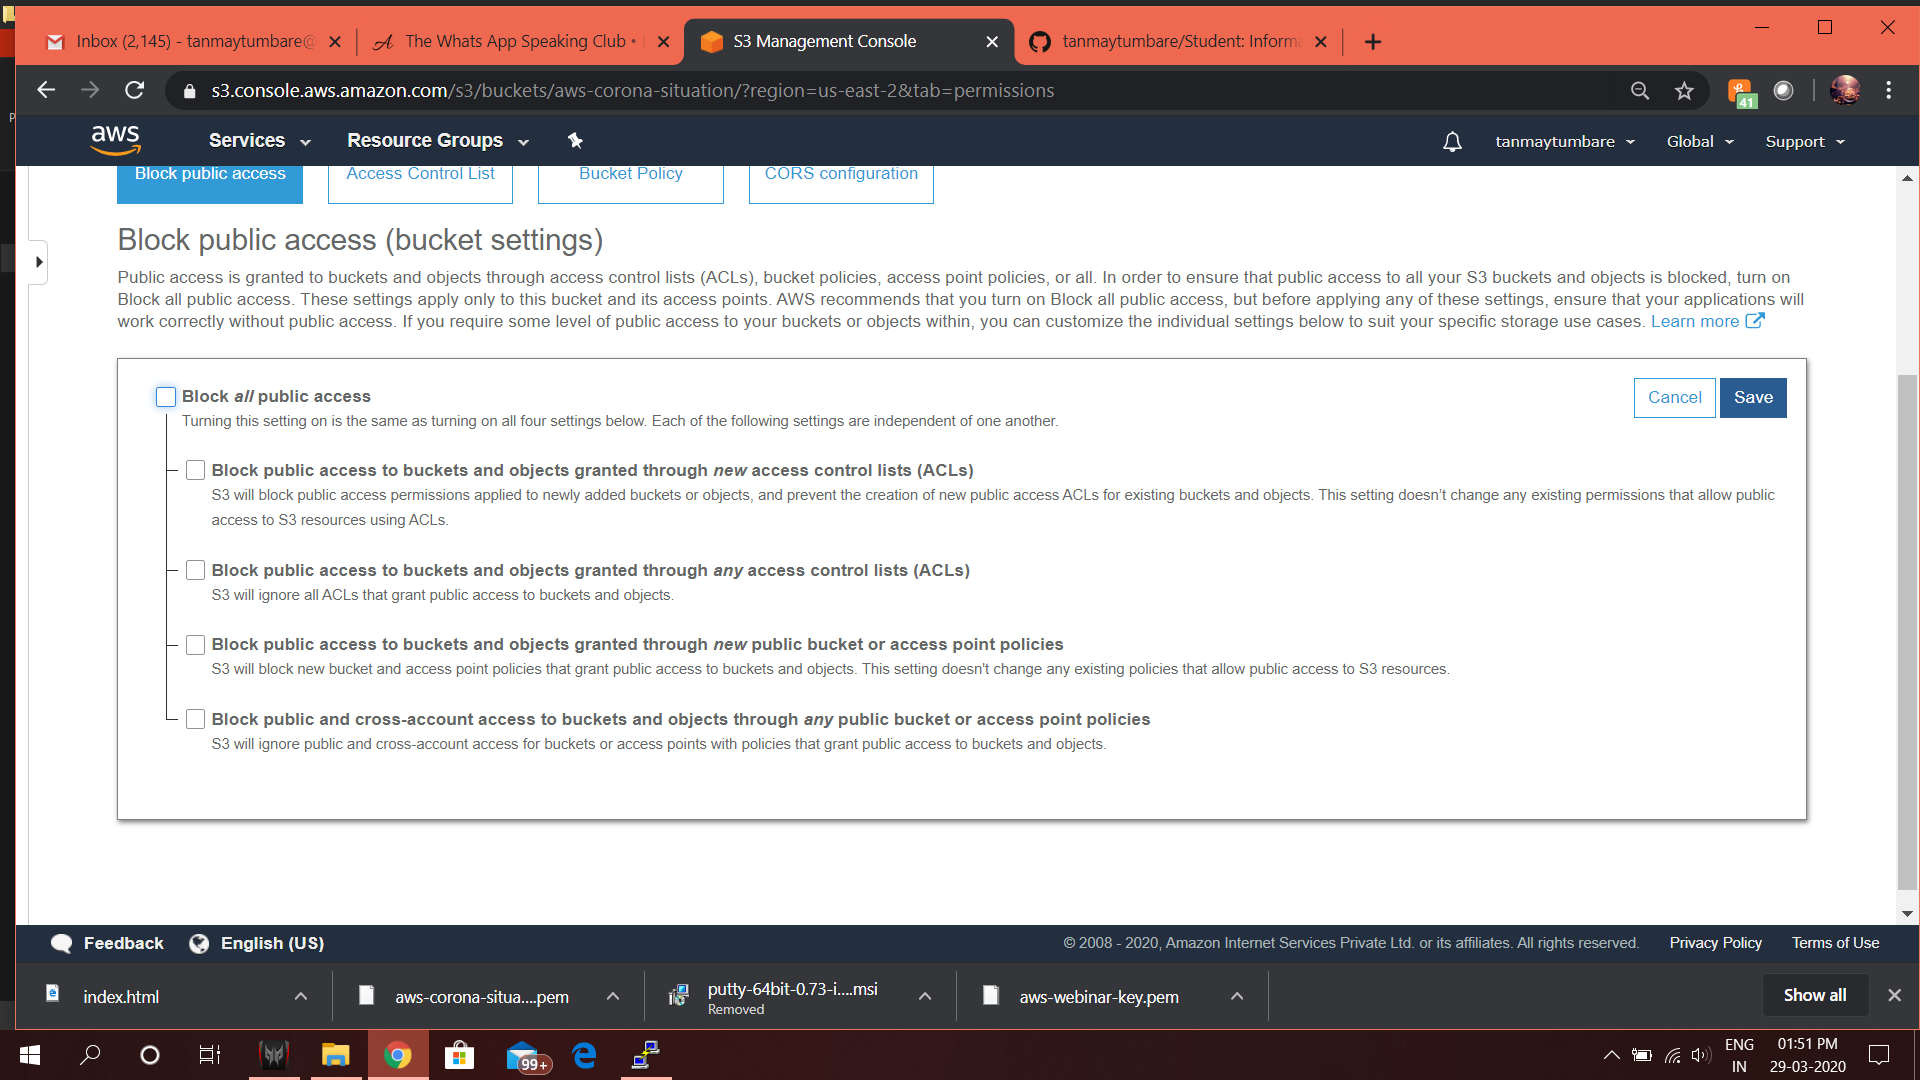 Inbox (2,145) - tanmaytumbare@
The Whats App Speaking Club •
S3 Management Console
tanmaytumbare/Student: Informa
s3.console.aws.amazon.com/s3/buckets/aws-corona-situation/?region=us-east-2&tab=permissions
41
aws
Services
Resource Groups
tanmaytumbare
Global
Support
Block public access
Access Control List
Bucket Policy
CORS configuration
Block public access (bucket settings)
Public access is granted to buckets and objects through access control lists (ACLs), bucket policies, access point policies, or all. In order to ensure that public access to all your S3 buckets and objects is blocked, turn on
Block all public access. These settings apply only to this bucket and its access points. AWS recommends that you turn on Block all public access, but before applying any of these settings, ensure that your applications will
work correctly without public access. If you require some level of public access to your buckets or objects within, you can customize the individual settings below to suit your specific storage use cases. Learn more
Block all public access
Cancel
Save
Turning this setting on is the same as turning on all four settings below. Each of the following settings are independent of one another.
Block public access to buckets and objects granted through new access control lists (ACLs)
S3 will block public access permissions applied to newly added buckets or objects, and prevent the creation of new public access ACLs for existing buckets and objects. This setting doesn't change any existing permissions that allow public
access to S3 resources using ACLs.
Block public access to buckets and objects granted through any access control lists (ACLs)
S3 will ignore all ACLs that grant public access to buckets and objects.
Block public access to buckets and objects granted through new public bucket or access point policies
S3 will block new bucket and access point policies that grant public access to buckets and objects. This setting doesn't change any existing policies that allow public access to S3 resources.
Block public and cross-account access to buckets and objects through any public bucket or access point policies
S3 will ignore public and cross-account access for buckets or access points with policies that grant public access to buckets and objects.
Feedback
English (US)
© 2008 - 2020, Amazon Internet Services Private Ltd. or its affiliates. All rights reserved.
Privacy Policy
Terms of Use
index.html
aws-corona-situa....pem
putty-64bit-0.73-i....msi
Removed
aws-webinar-key.pem
Show all
99+
ENG
IN
01:51 PM
29-03-2020